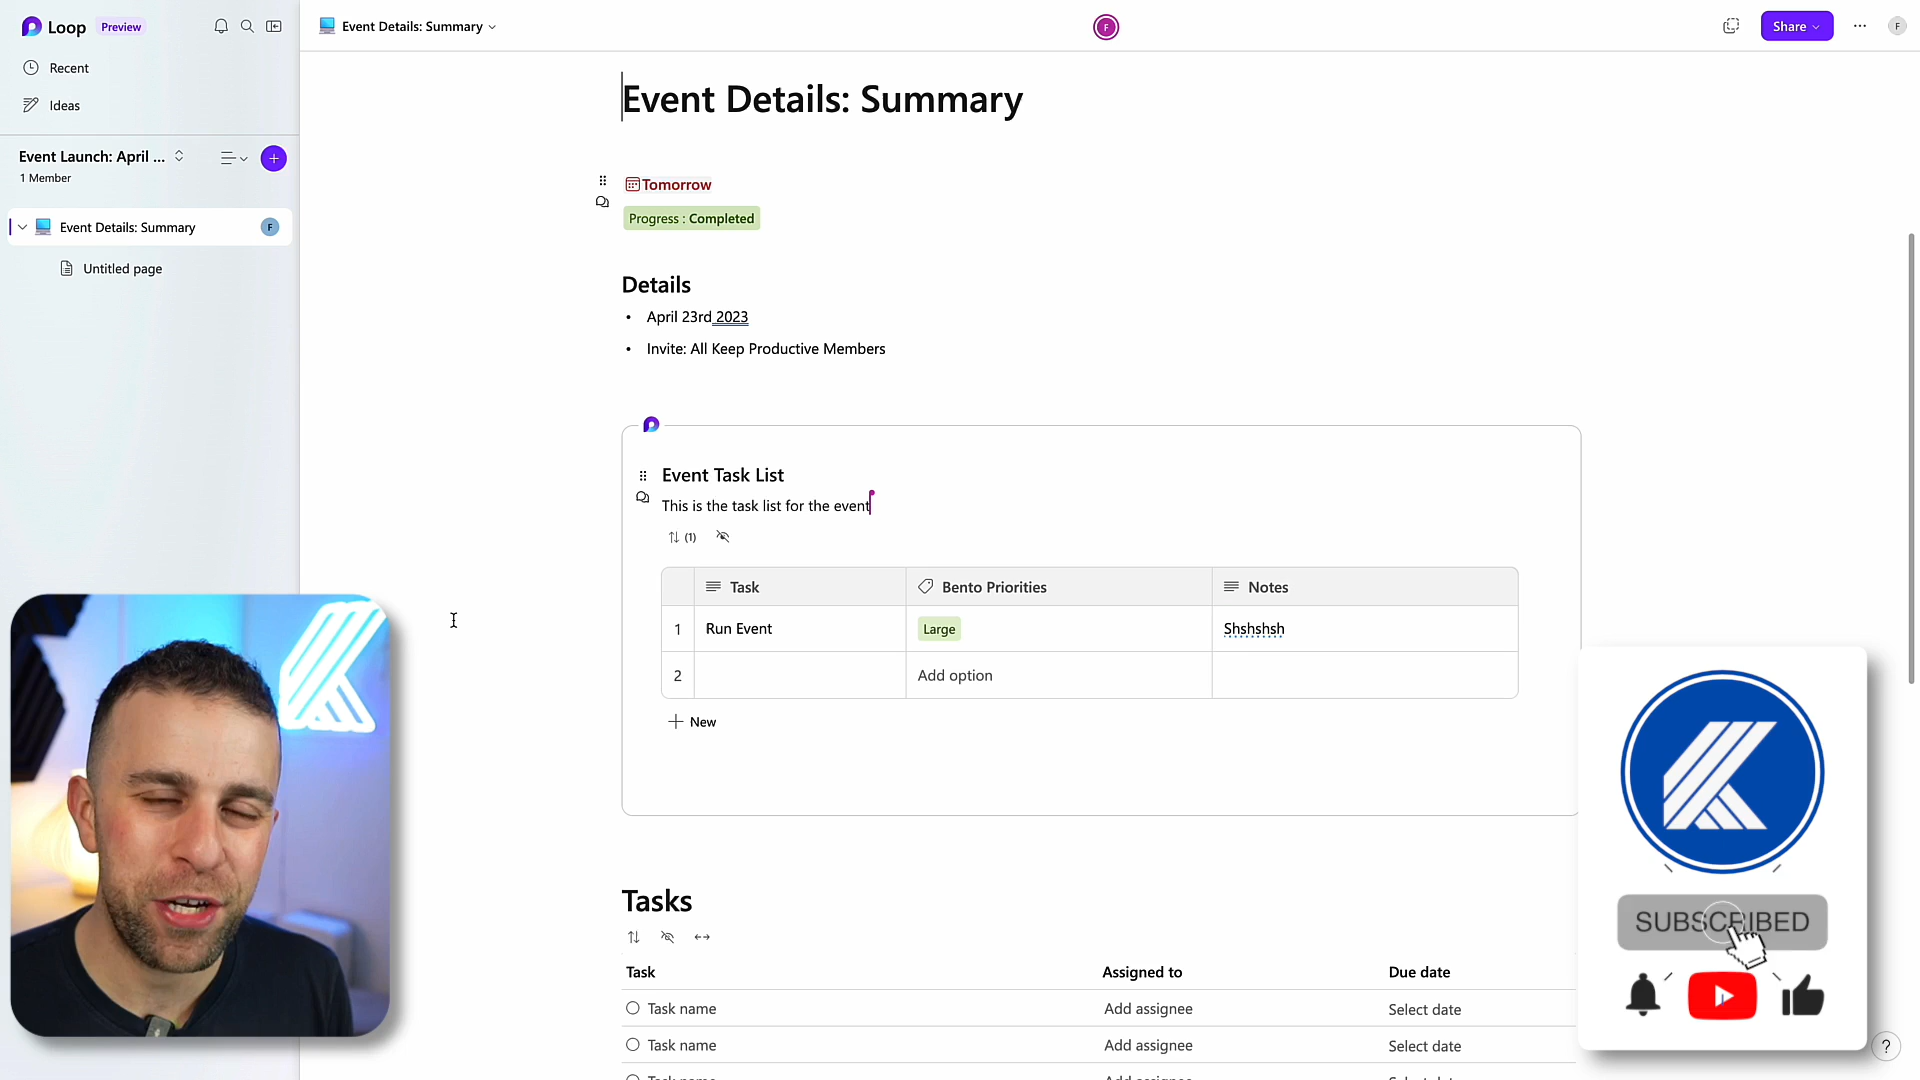 Loop Preview
Recent
Ideas
Event Launch: April ...
1 Member
Event Details: Summary F
Untitled page
Event Details: Summary
F
Share
F
Event Details: Summary
Tomorrow
Progress : Completed
Details
• April 23rd 2023
• Invite: All Keep Productive Members
Event Task List
This is the task list for the event
(1)
Task Bento Priorities Notes
1 Run Event Large Shshshsh
2 Add option
New
Tasks
Task Assigned to Due date
Task name Add assignee Select date
Task name Add assignee Select date
SUBSCRIBED
?